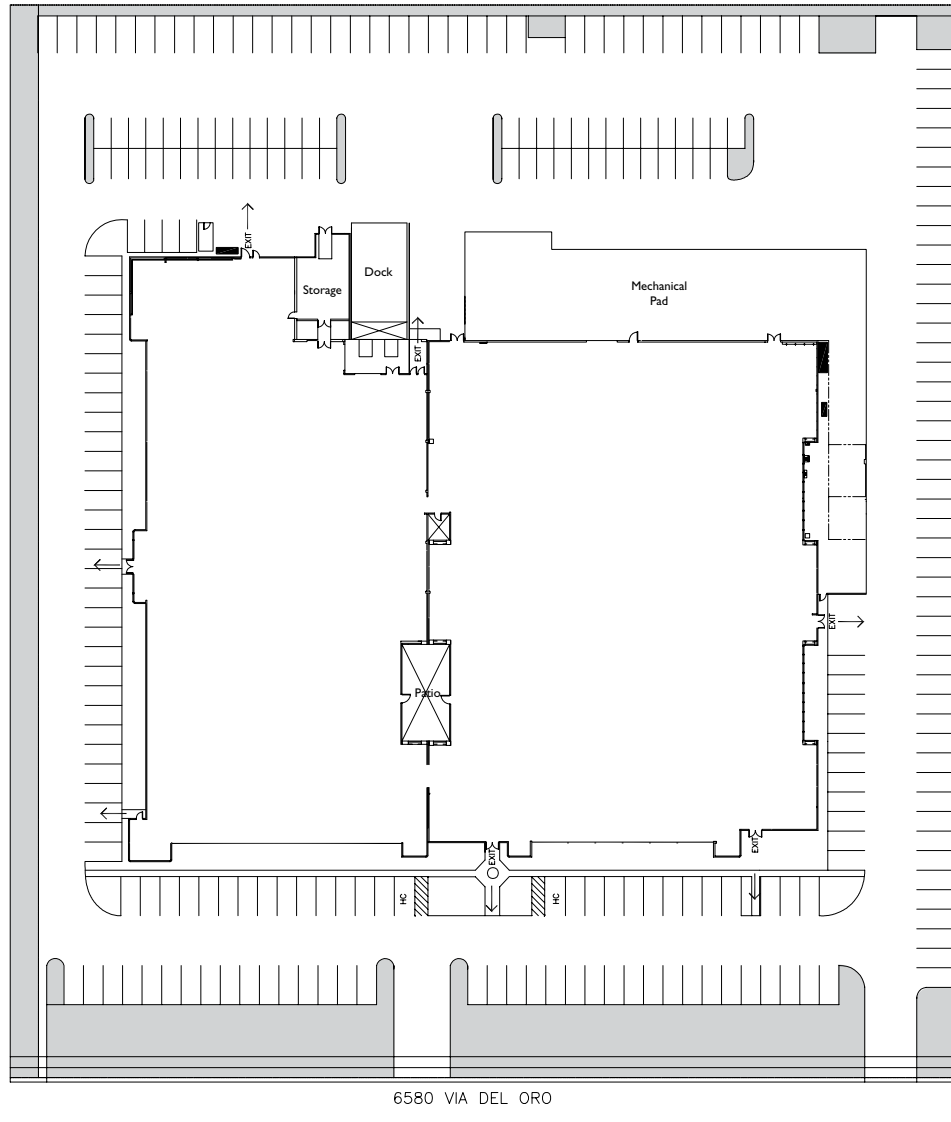 EXIT
Dock
Storage
Mechanical
Pad
EXIT
EXIT
Patio
EXIT
EXIT
HC
HC
6580 VIA DEL ORO